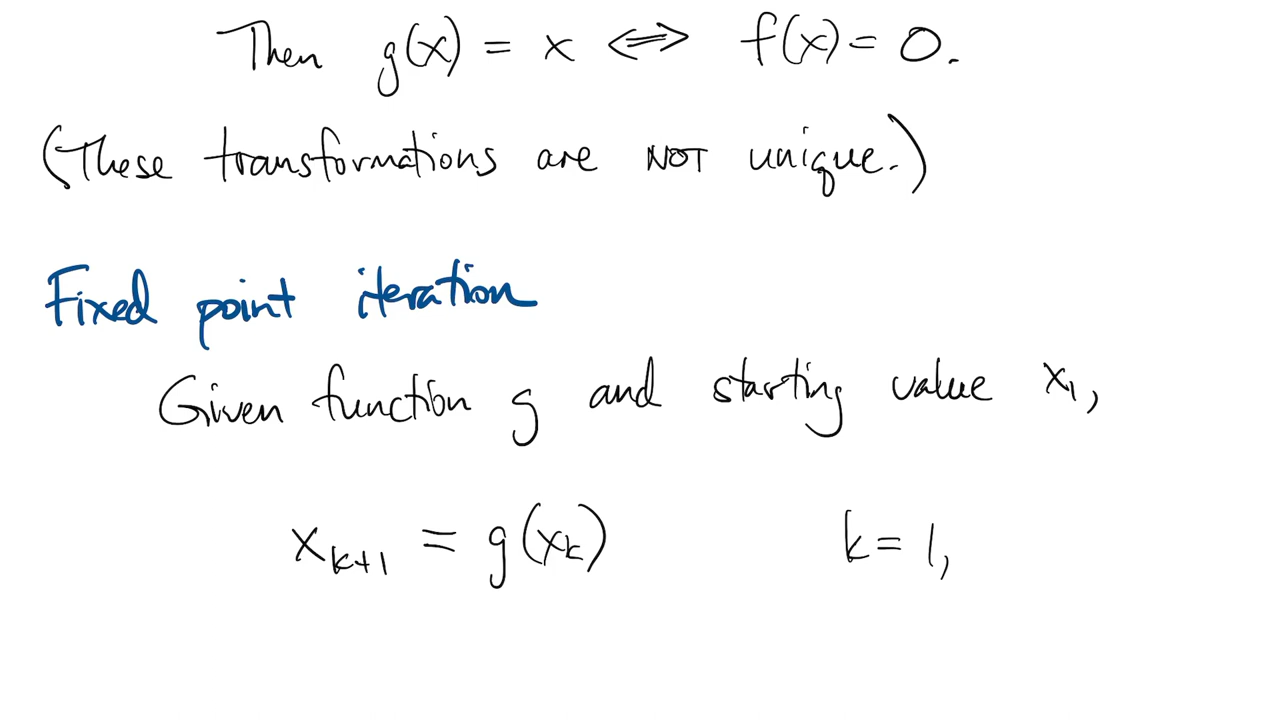 Then g(x) = x ⟺ f(x) = 0.
(These transformations are NOT unique.)
Fixed point iteration
Given function g and starting value x₁,
xₖ₊₁ = g(xₖ) k = 1,